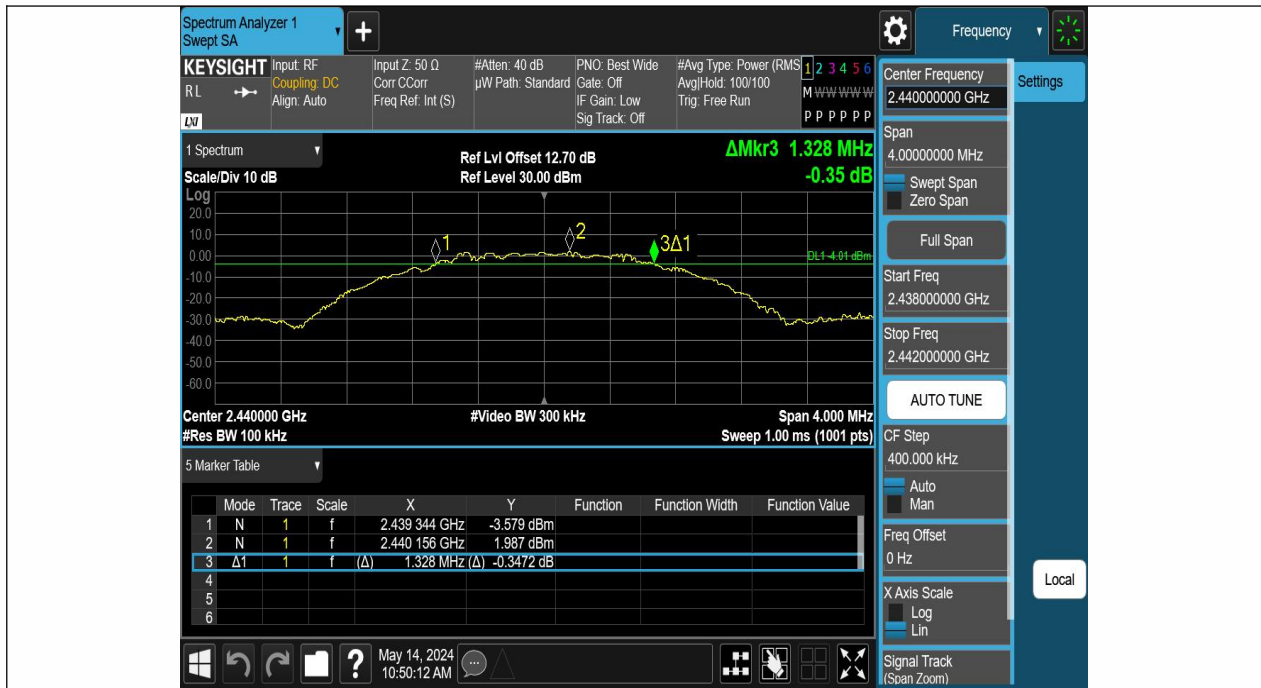 Spectrum Analyzer 1
Swept SA
+
Frequency
KEYSIGHT
RL
LXI
Input: RF
Coupling: DC
Align: Auto
Input Z: 50 Ω
Corr CCorr
Freq Ref: Int (S)
#Atten: 40 dB
µW Path: Standard
PNO: Best Wide
Gate: Off
IF Gain: Low
Sig Track: Off
#Avg Type: Power (RMS
Avg|Hold: 100/100
Trig: Free Run
1 2 3 4 5 6
M W W W W W
P P P P P P
1 Spectrum
Scale/Div 10 dB
Log
Ref Lvl Offset 12.70 dB
Ref Level 30.00 dBm
ΔMkr3 1.328 MHz
-0.35 dB
20.0
10.0
0.00
-10.0
-20.0
-30.0
-40.0
-50.0
-60.0
1
2
3Δ1
DL1 -4.01 dBm
Center 2.440000 GHz
#Video BW 300 kHz
Span 4.000 MHz
#Res BW 100 kHz
Sweep 1.00 ms (1001 pts)
5 Marker Table
Mode Trace Scale X Y Function Function Width Function Value
1 N 1 f 2.439 344 GHz -3.579 dBm
2 N 1 f 2.440 156 GHz 1.987 dBm
3 Δ1 1 f (Δ) 1.328 MHz (Δ) -0.3472 dB
4
5
6
?
May 14, 2024
10:50:12 AM
Center Frequency
2.440000000 GHz
Settings
Span
4.00000000 MHz
Swept Span
Zero Span
Full Span
Start Freq
2.438000000 GHz
Stop Freq
2.442000000 GHz
AUTO TUNE
CF Step
400.000 kHz
Auto
Man
Freq Offset
0 Hz
X Axis Scale
Log
Lin
Local
Signal Track
(Span Zoom)